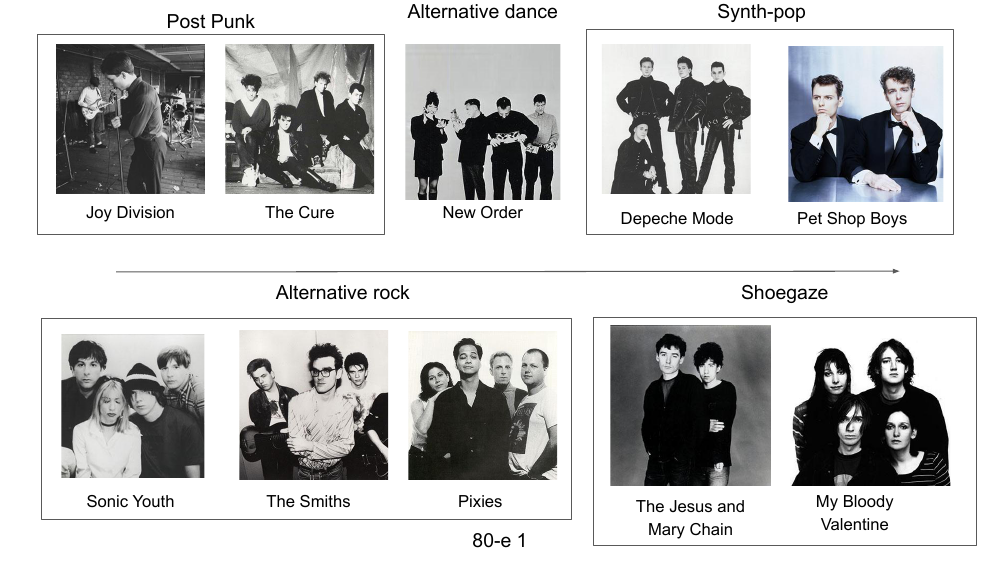 Post Punk
Alternative dance
Synth-pop
Joy Division
The Cure
New Order
Depeche Mode
Pet Shop Boys
Alternative rock
Shoegaze
Sonic Youth
The Smiths
Pixies
The Jesus and
Mary Chain
My Bloody
Valentine
80-e 1